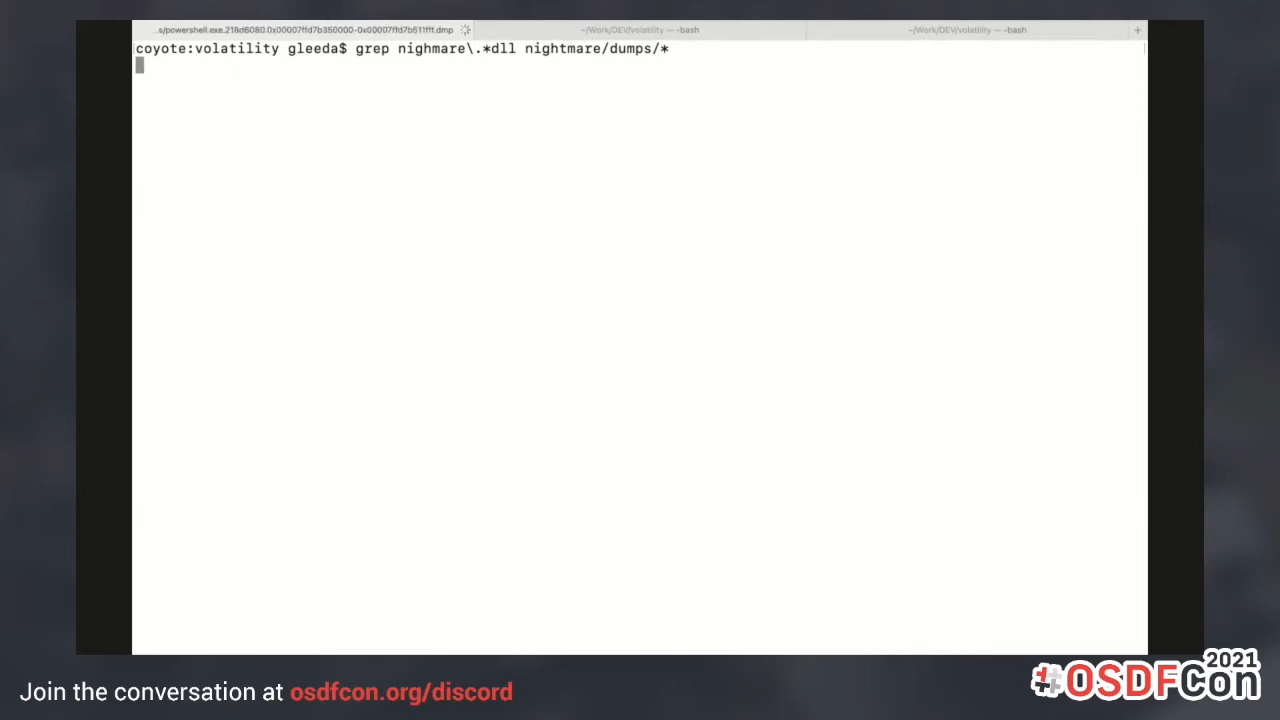 ...s/powershell.exe.218d6080.0x00007ffd7b350000-0x00007ffd7b511fff.dmp
~/Work/DEV/volatility — -bash
~/Work/DEV/volatility — -bash
+
coyote:volatility gleeda$ grep nighmare\.*dll nightmare/dumps/*
Join the conversation at osdfcon.org/discord
2021
#OSDFCon